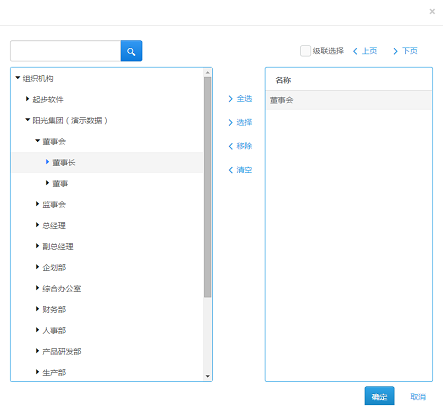 级联选择 上页 下页
组织机构
起步软件
阳光集团（演示数据）
董事会
董事长
董事
监事会
总经理
副总经理
企划部
综合办公室
财务部
人事部
产品研发部
生产部
全选
选择
移除
清空
名称
董事会
确定 取消